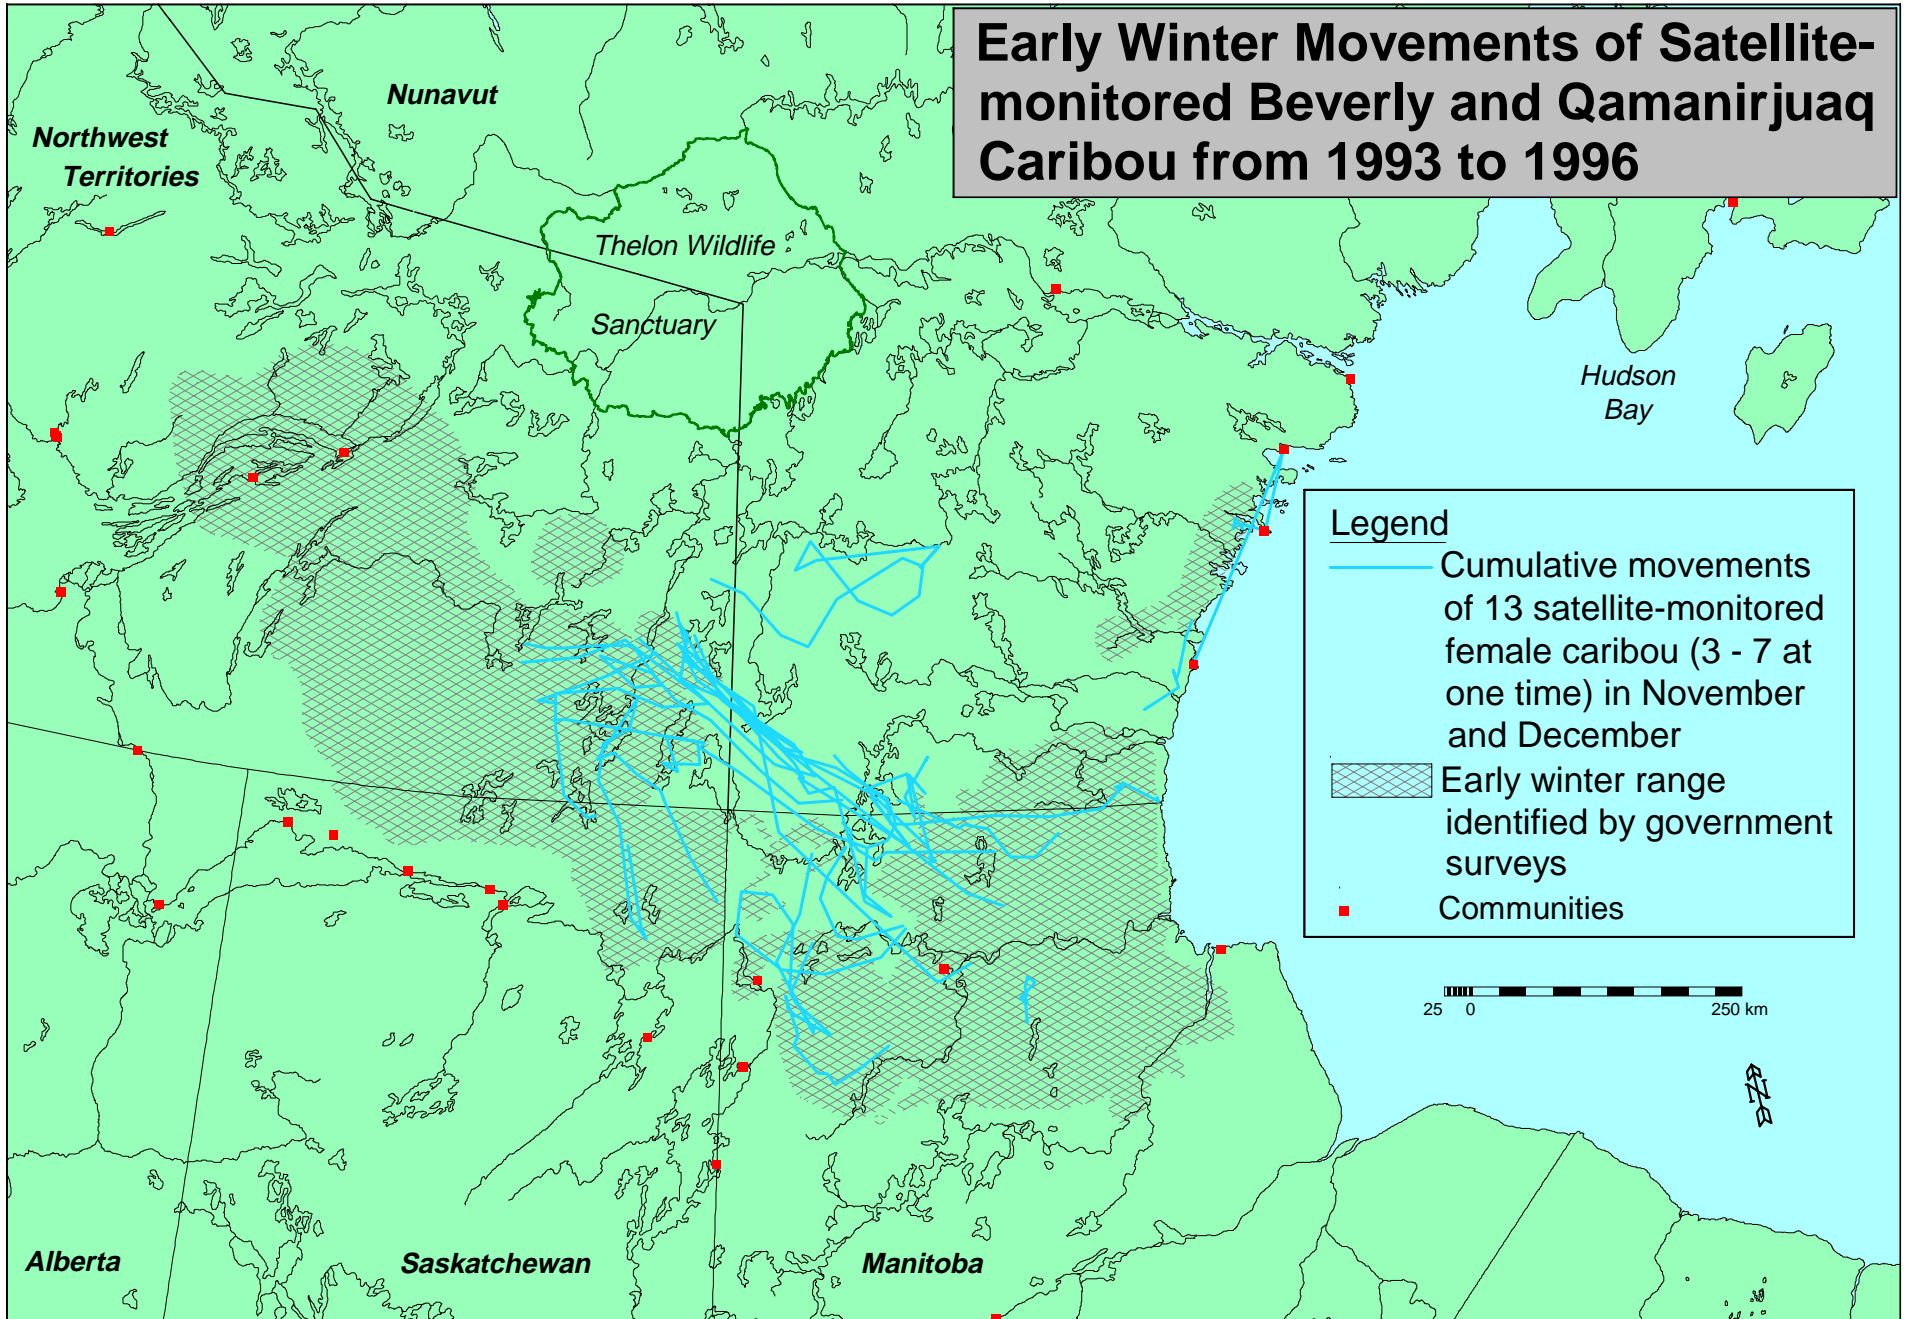 Early Winter Movements of Satellite-
monitored Beverly and Qamanirjuaq
Caribou from 1993 to 1996
Nunavut
Northwest
Territories
Thelon Wildlife
Sanctuary
Hudson
Bay
Legend
Cumulative movements
of 13 satellite-monitored
female caribou (3 - 7 at
one time) in November
and December
Early winter range
identified by government
surveys
Communities
25 0 250 km
N
Alberta
Saskatchewan
Manitoba